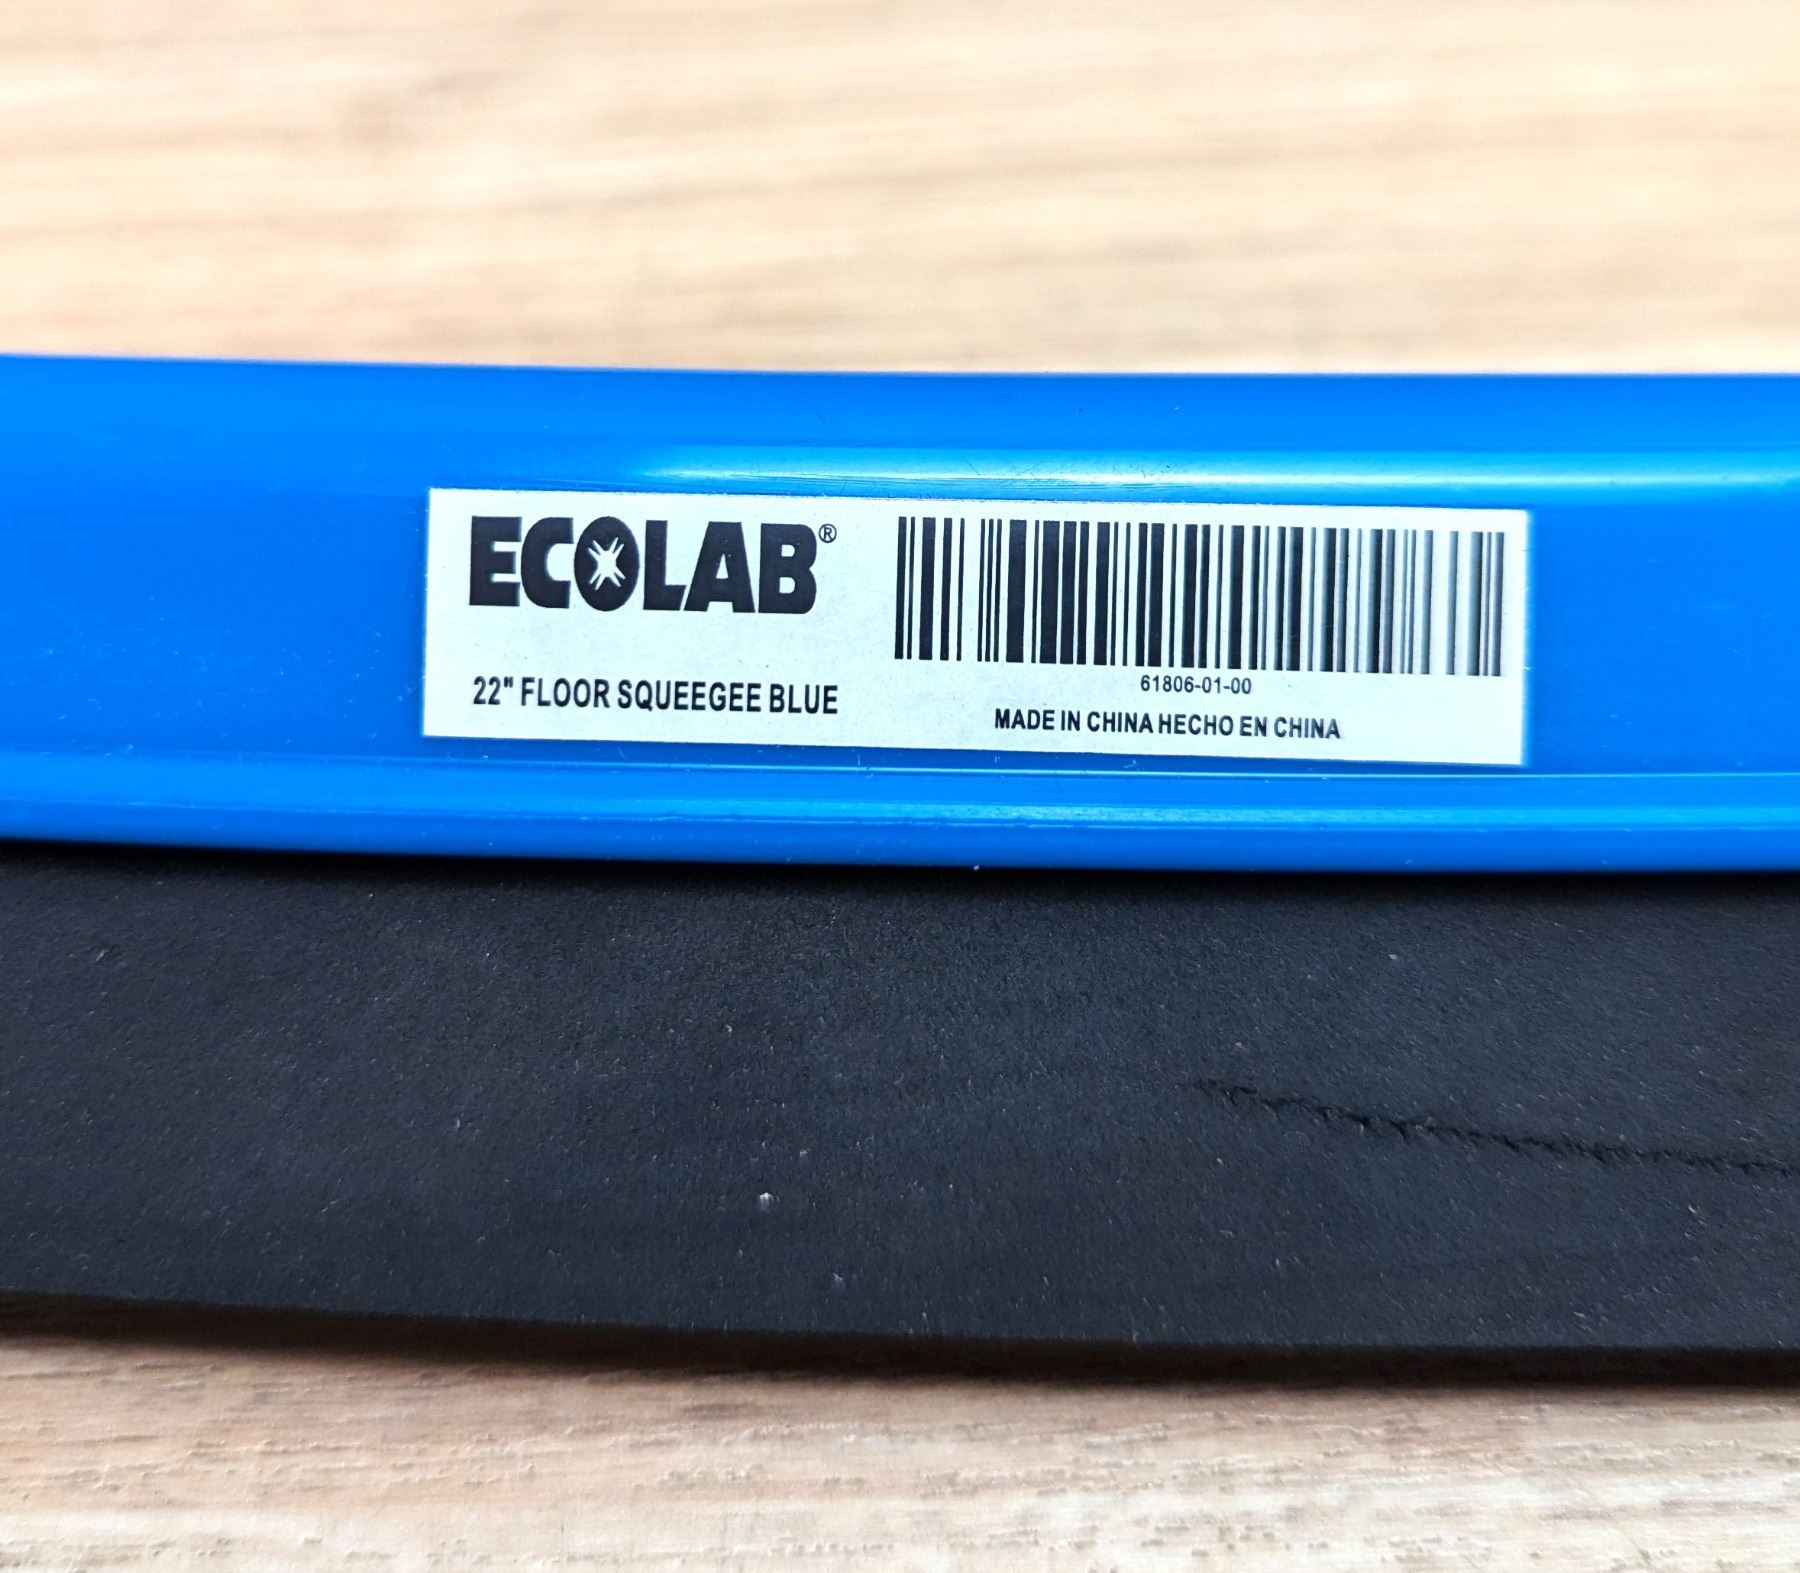 ECOLAB®
22" FLOOR SQUEEGEE BLUE
61806-01-00
MADE IN CHINA HECHO EN CHINA